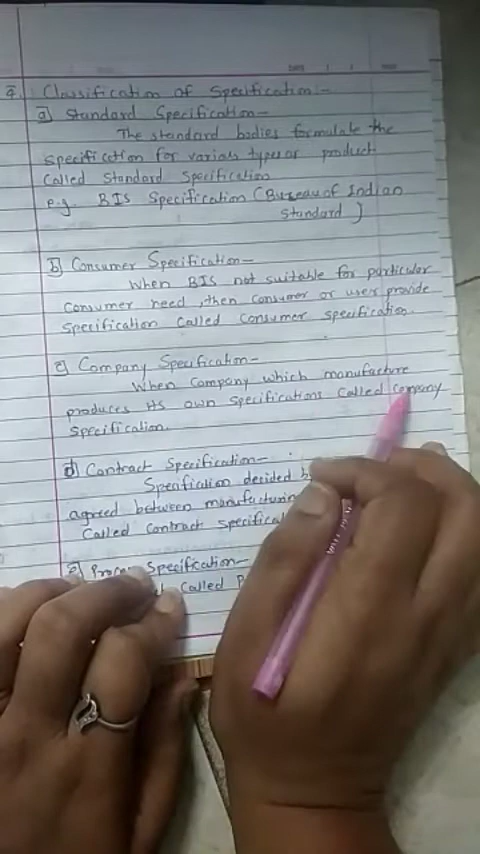 4. Classification of Specification :-
a) Standard Specification -
The standard bodies formulate the
specification for various types of product
called Standard Specification
e.g. BIS Specification (Bureau of Indian
Standard)
b) Consumer Specification -
When BIS not suitable for particular
consumer need, then consumer or user provide
specification called consumer specification.
c) Company Specification -
When Company which manufacture
produces its own specifications called company
specification.
d) Contract Specification -
Specification decided
agreed between manufacturing
called contract
e) Specification -
called